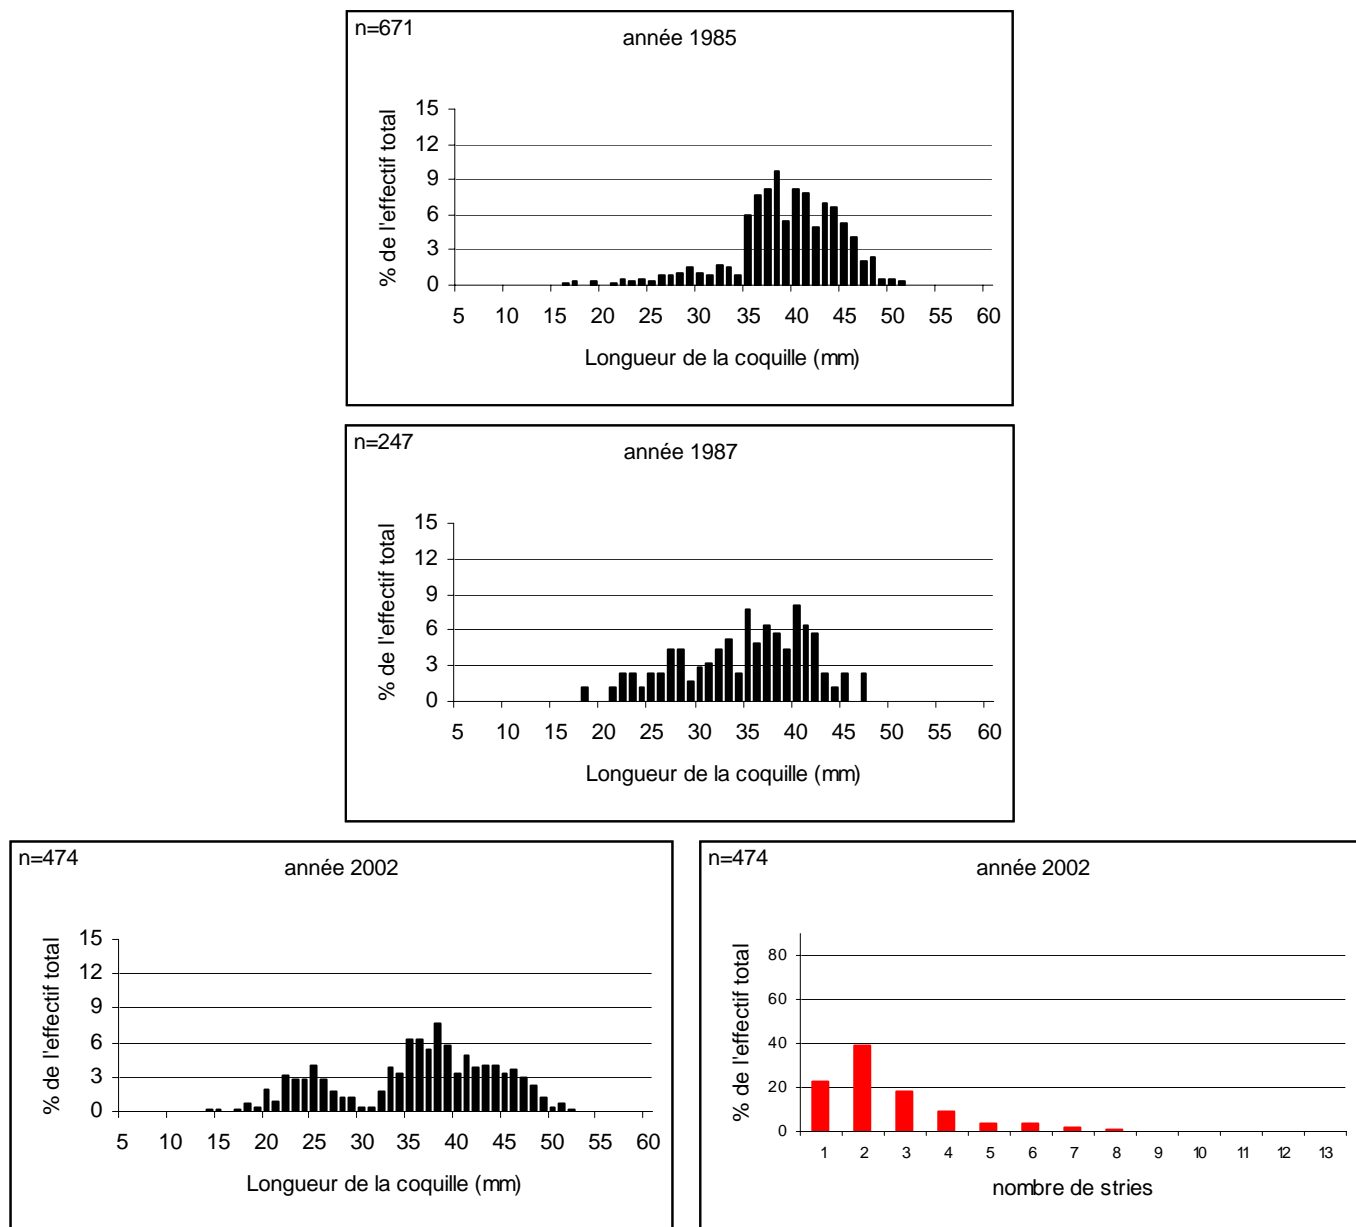 n=671
année 1985
% de l'effectif total
15
12
9
6
3
0
5 10 15 20 25 30 35 40 45 50 55 60
Longueur de la coquille (mm)
n=247
année 1987
% de l'effectif total
15
12
9
6
3
0
5 10 15 20 25 30 35 40 45 50 55 60
Longueur de la coquille (mm)
n=474
année 2002
% de l'effectif total
15
12
9
6
3
0
5 10 15 20 25 30 35 40 45 50 55 60
Longueur de la coquille (mm)
n=474
année 2002
% de l'effectif total
80
60
40
20
0
1 2 3 4 5 6 7 8 9 10 11 12 13
nombre de stries